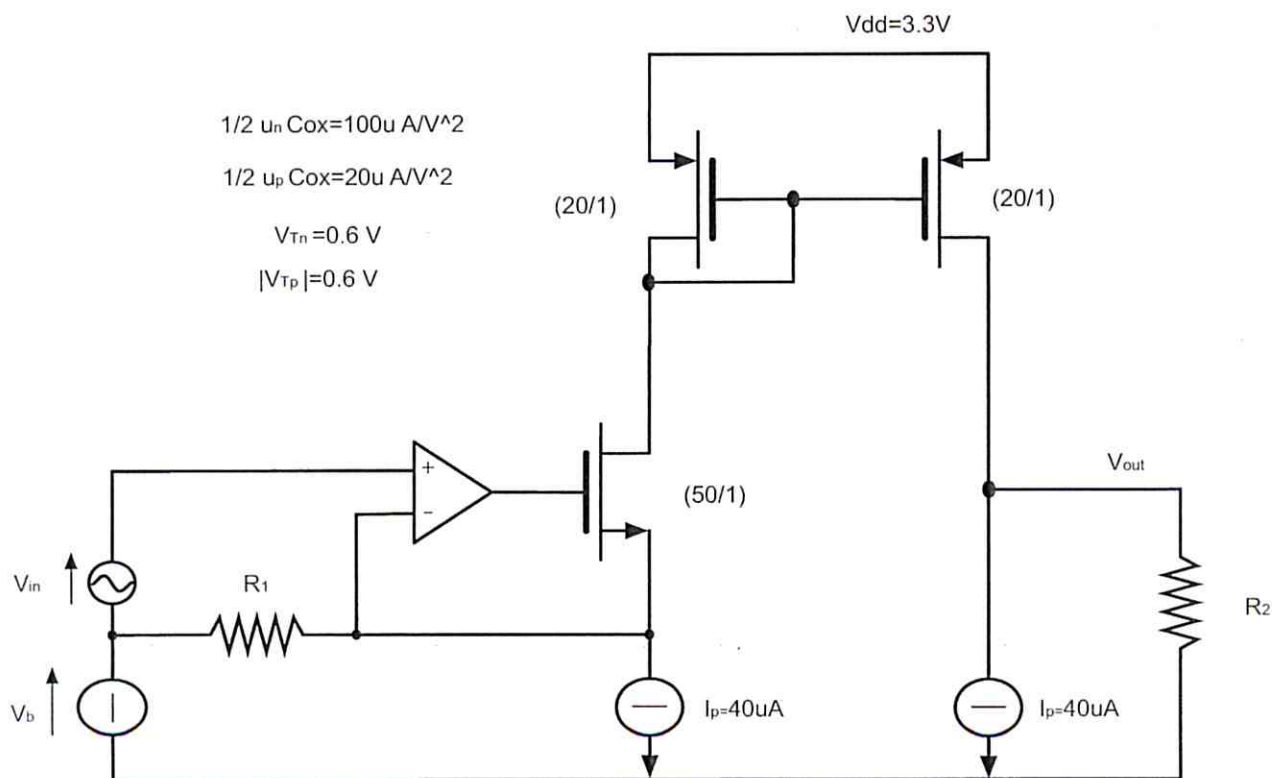 Vdd=3.3V
1/2 un Cox=100u A/V^2
1/2 up Cox=20u A/V^2
VTn =0.6 V
|VTp |=0.6 V
(20/1)
(20/1)
(50/1)
+
−
Vout
Vin
R1
R2
Vb
Ip=40uA
Ip=40uA